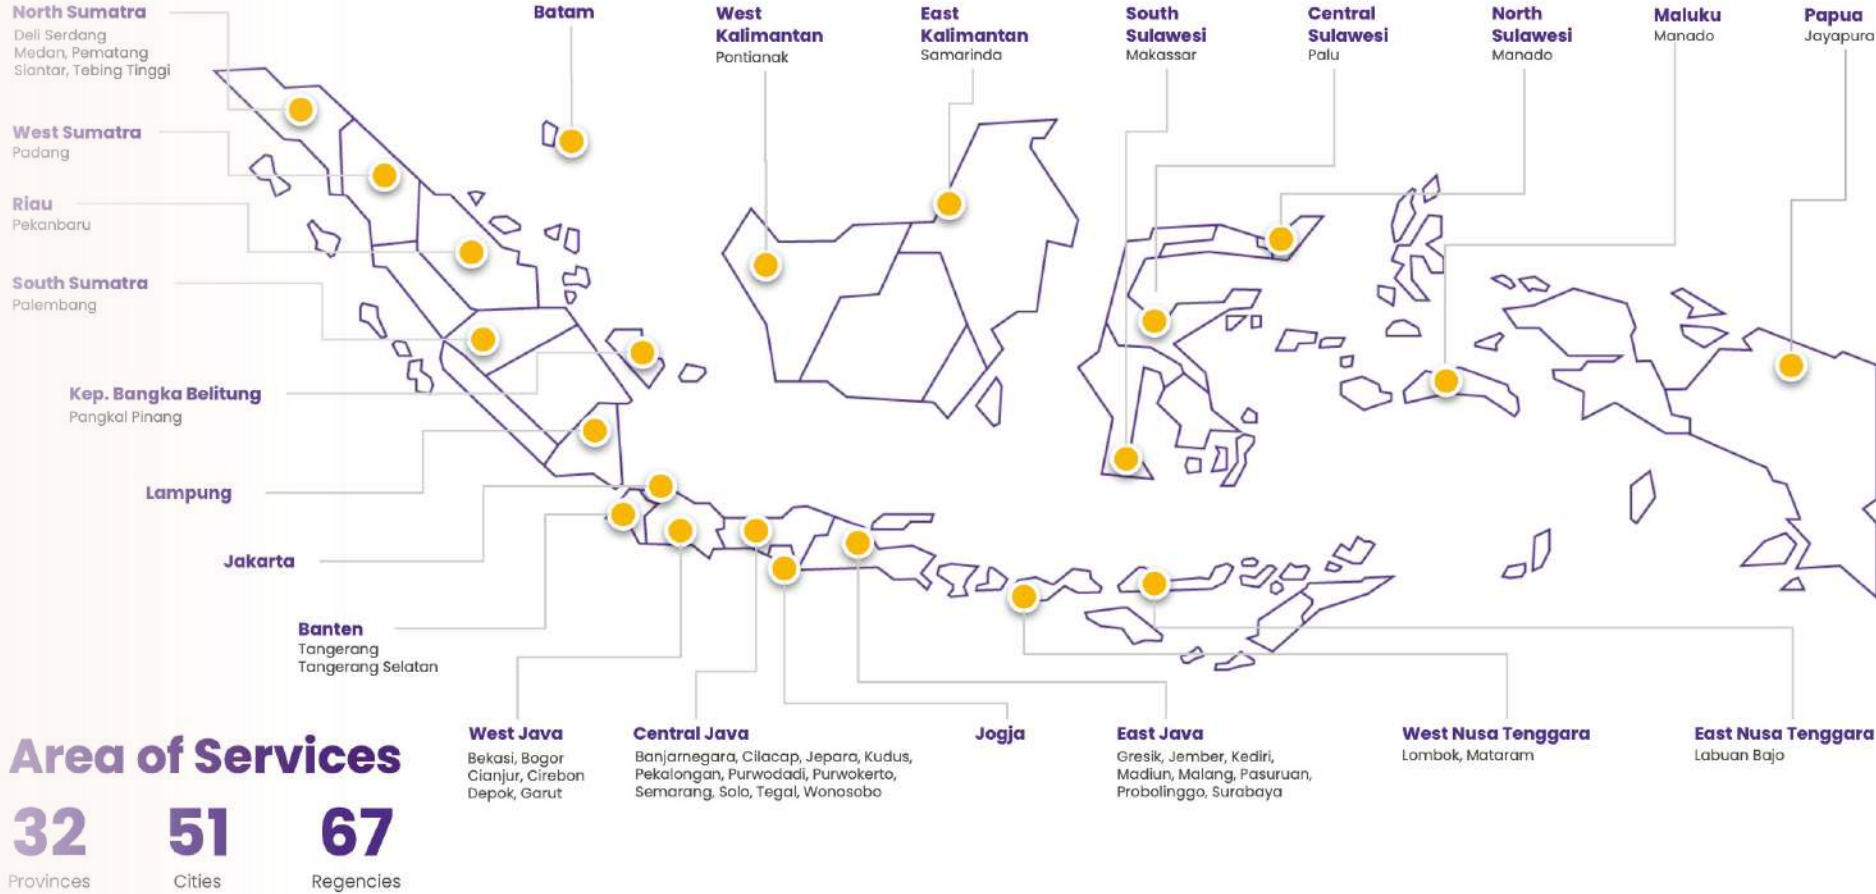 North Sumatra
Deli Serdang
Medan, Pematang
Siantar, Tebing Tinggi
West Sumatra
Padang
Riau
Pekanbaru
South Sumatra
Palembang
Kep. Bangka Belitung
Pangkal Pinang
Lampung
Jakarta
Banten
Tangerang
Tangerang Selatan
Batam
West
Kalimantan
Pontianak
East
Kalimantan
Samarinda
South
Sulawesi
Makassar
Central
Sulawesi
Palu
North
Sulawesi
Manado
Maluku
Manado
Papua
Jayapura
West Java
Bekasi, Bogor
Cianjur, Cirebon
Depok, Garut
Central Java
Banjarnegara, Cilacap, Jepara, Kudus,
Pekalongan, Purwodadi, Purwokerto,
Semarang, Solo, Tegal, Wonosobo
Jogja
East Java
Gresik, Jember, Kediri,
Madiun, Malang, Pasuruan,
Probolinggo, Surabaya
West Nusa Tenggara
Lombok, Mataram
East Nusa Tenggara
Labuan Bajo
Area of Services
32
Provinces
51
Cities
67
Regencies